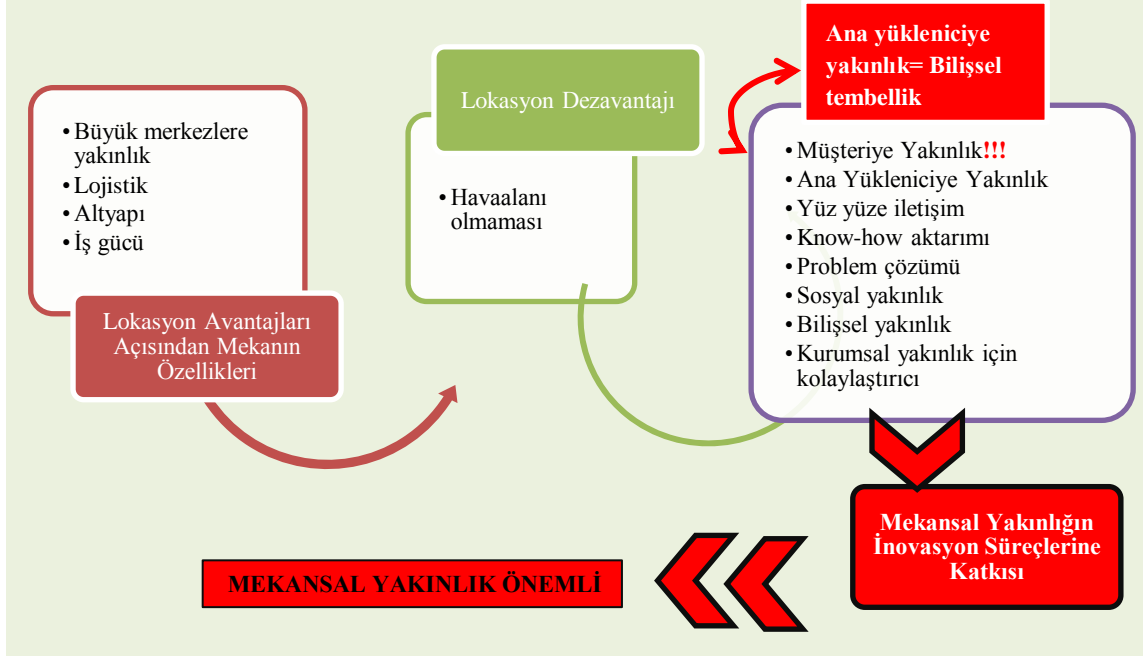 • Büyük merkezlere
yakınlık
• Lojistik
• Altyapı
• İş gücü
Lokasyon Avantajları
Açısından Mekanın
Özellikleri
Lokasyon Dezavantajı
• Havaalanı
olmaması
Ana yükleniciye
yakınlık= Bilişsel
tembellik
• Müşteriye Yakınlık!!!
• Ana Yükleniciye Yakınlık
• Yüz yüze iletişim
• Know-how aktarımı
• Problem çözümü
• Sosyal yakınlık
• Bilişsel yakınlık
• Kurumsal yakınlık için
kolaylaştırıcı
Mekansal Yakınlığın
İnovasyon Süreçlerine
Katkısı
MEKANSAL YAKINLIK ÖNEMLİ